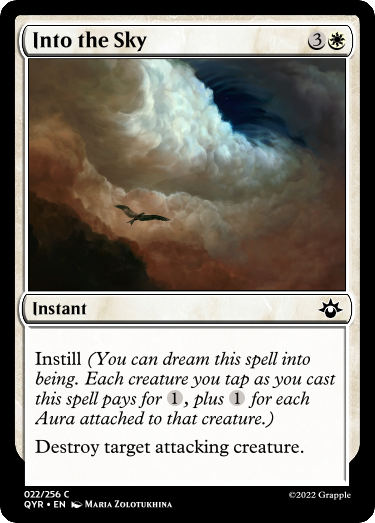 Into the Sky 3
Instant
Instill (You can dream this spell into
being. Each creature you tap as you cast
this spell pays for 1, plus 1 for each
Aura attached to that creature.)
Destroy target attacking creature.
022/256 C
QYR • EN Maria Zolotukhina
©2022 Grapple